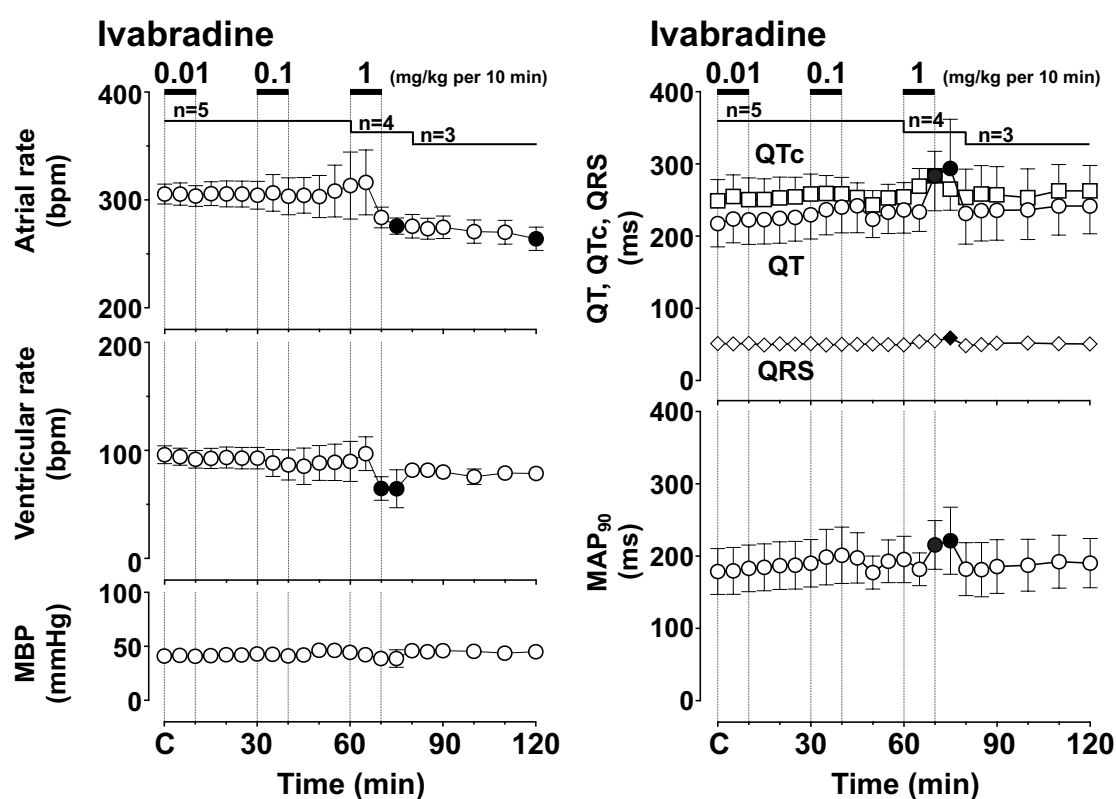 Ivabradine
0.01 0.1 1 (mg/kg per 10 min)
n=5
n=4
n=3
400
300
200
Atrial rate
(bpm)
200
100
0
Ventricular rate
(bpm)
100
50
0
MBP
(mmHg)
C 30 60 90 120
Time (min)
Ivabradine
0.01 0.1 1 (mg/kg per 10 min)
n=5
n=4
n=3
400
300
200
100
0
QT, QTc, QRS
(ms)
QTc
QT
QRS
400
300
200
100
0
MAP90
(ms)
C 30 60 90 120
Time (min)